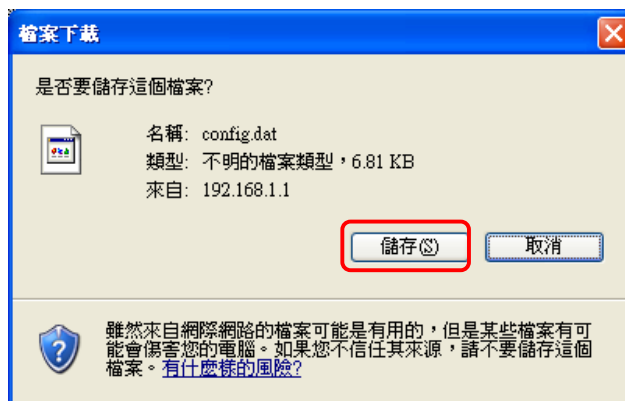 檔案下載
是否要儲存這個檔案?
名稱: config.dat
類型: 不明的檔案類型，6.81 KB
來自: 192.168.1.1
儲存(S) 取消
雖然來自網際網路的檔案可能是有用的，但是某些檔案有可
能會傷害您的電腦。如果您不信任其來源，請不要儲存這個
檔案。有什麼樣的風險?